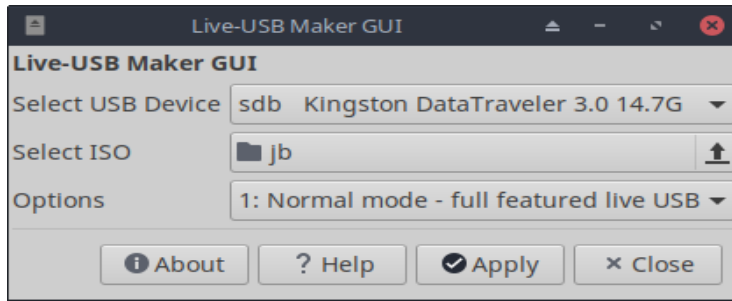 Live-USB Maker GUI
Live-USB Maker GUI
Select USB Device sdb Kingston DataTraveler 3.0 14.7G
Select ISO jb
Options 1: Normal mode - full featured live USB
About ? Help Apply × Close